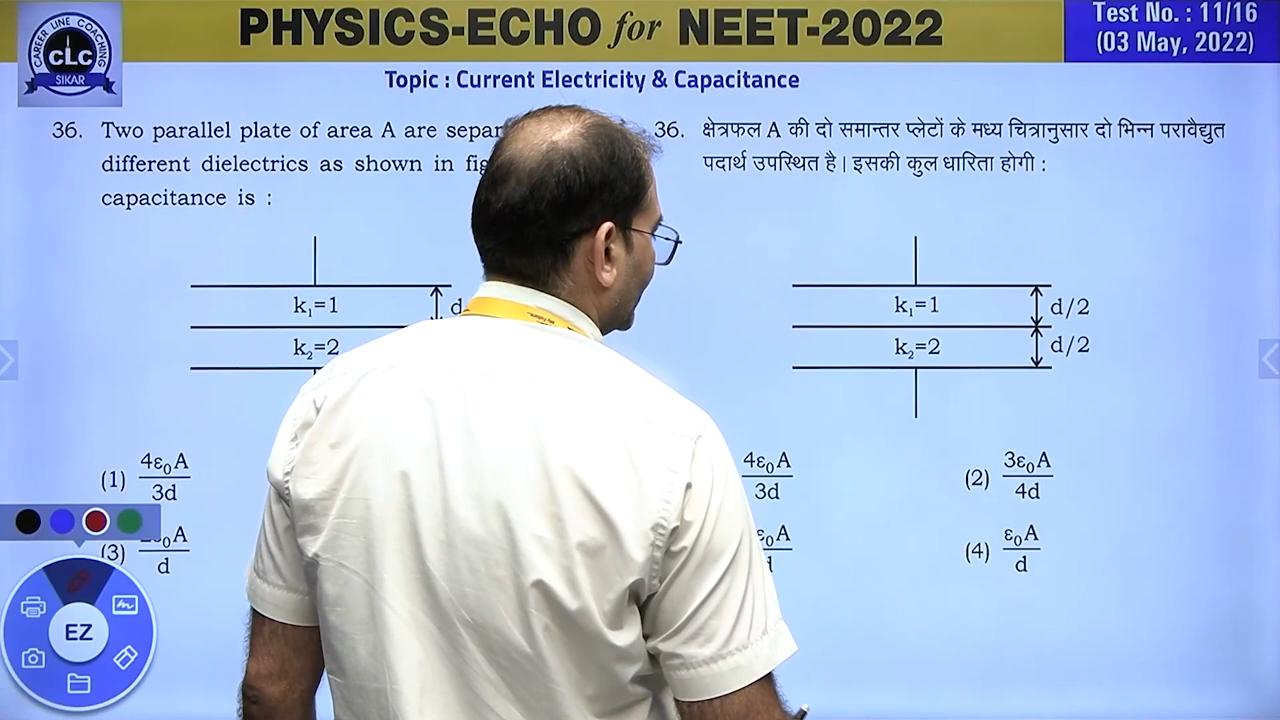 CAREER LINE COACHING
CLC
SIKAR
PHYSICS-ECHO for NEET-2022
Test No. : 11/16
(03 May, 2022)
Topic : Current Electricity & Capacitance
36. Two parallel plate of area A are
different dielectrics as shown in
capacitance is :
k₁=1
k₂=2
(1) 4ε₀A/3d
(3)
EZ
36. क्षेत्रफल A की दो समान्तर प्लेटों के मध्य चित्रानुसार दो भिन्न परावैद्युत
पदार्थ उपस्थित है। इसकी कुल धारिता होगी :
k₁=1 d/2
k₂=2 d/2
4ε₀A/3d (2) 3ε₀A/4d
(4) ε₀A/d